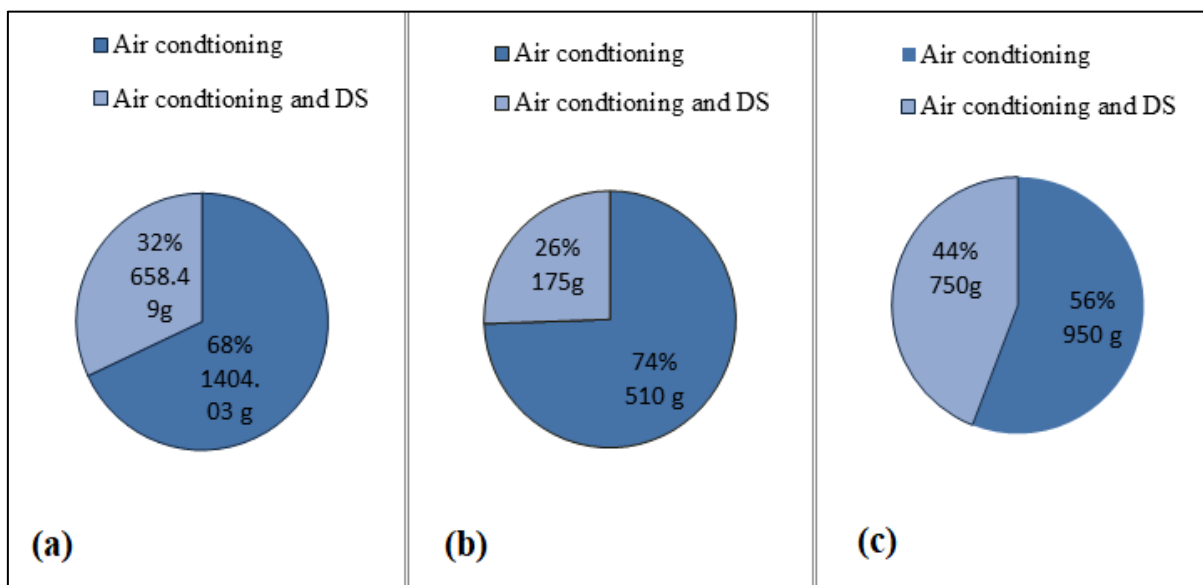 Air condtioning
Air condtioning and DS
32%
658.4
9g
68%
1404.
03 g
(a)
Air condtioning
Air condtioning and DS
26%
175g
74%
510 g
(b)
Air condtioning
Air condtioning and DS
44%
750g
56%
950 g
(c)